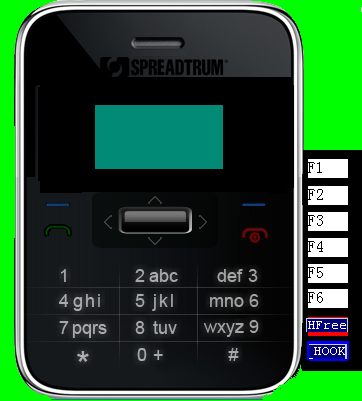 SPREADTRUM
F1
F2
F3
F4
F5
F6
HFree
_HOOK
1
2 abc
def 3
4 ghi
5 jkl
mno 6
7 pqrs
8 tuv
wxyz 9
*
0 +
#